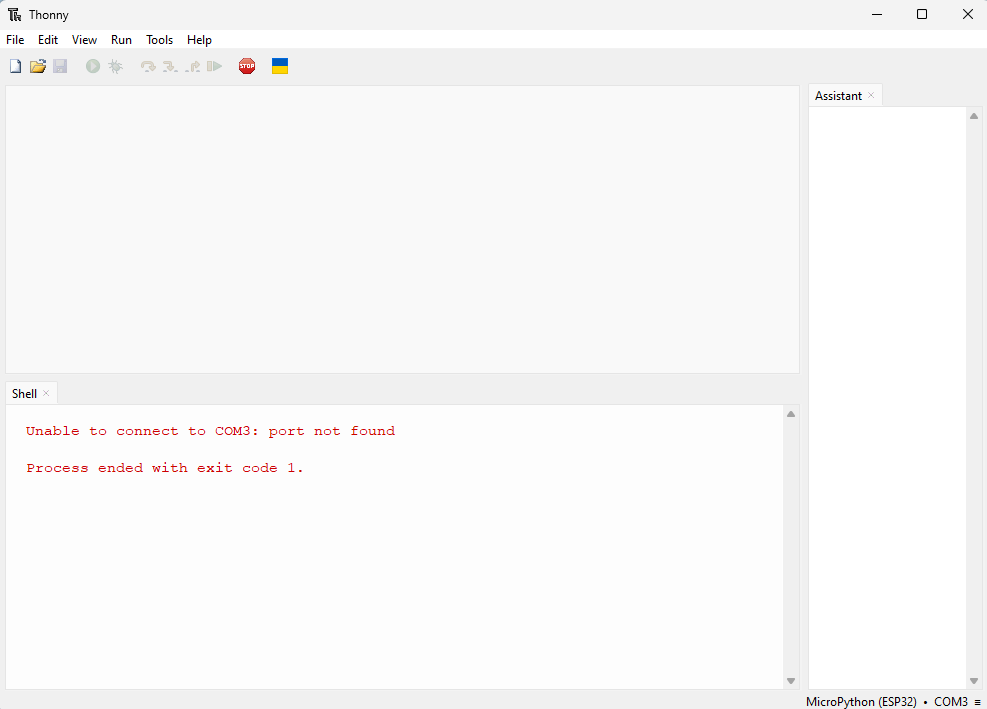 Thonny
File Edit View Run Tools Help
STOP
Assistant
Shell
Unable to connect to COM3: port not found
Process ended with exit code 1.
MicroPython (ESP32) • COM3 ≡